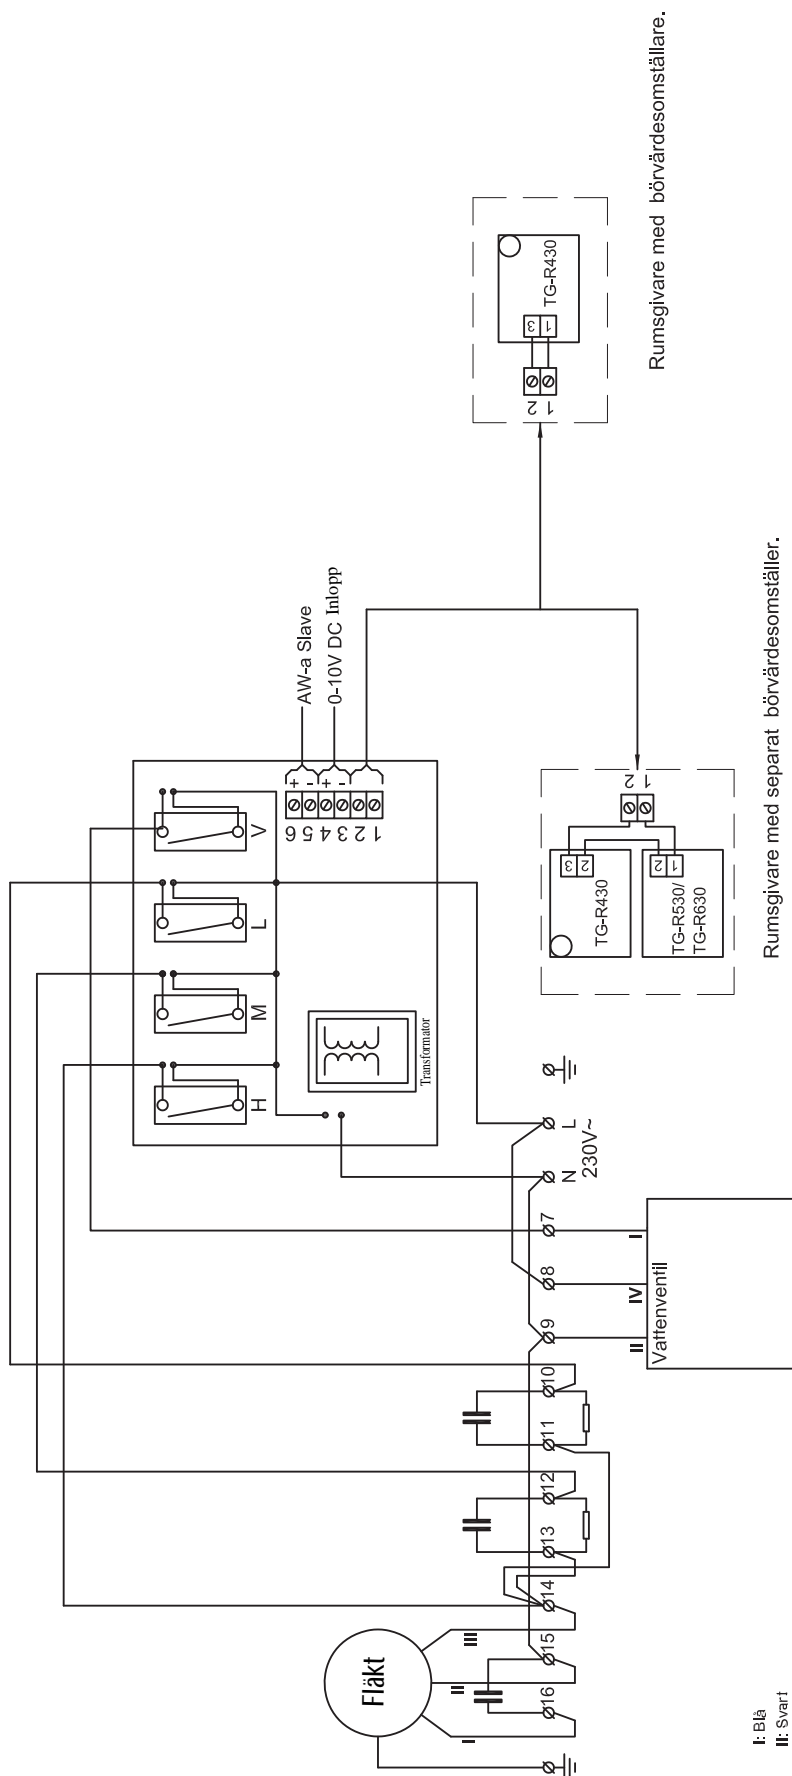 Fläkt
I
II
III
16
15
14
13
12
11
10
9
8
7
N
L
230V~
II
IV
I
Vattenventil
H
M
L
V
Transformator
6
5
4
3
2
1
+
-
+
-
AW-a Slave
0-10V DC Inlopp
3
2
TG-R430
2
1
TG-R530/
TG-R630
1 2
Rumsgivare med separat börvärdesomställer.
1 2
3
1
TG-R430
Rumsgivare med börvärdesomställare.
I: Blå
II: Svart